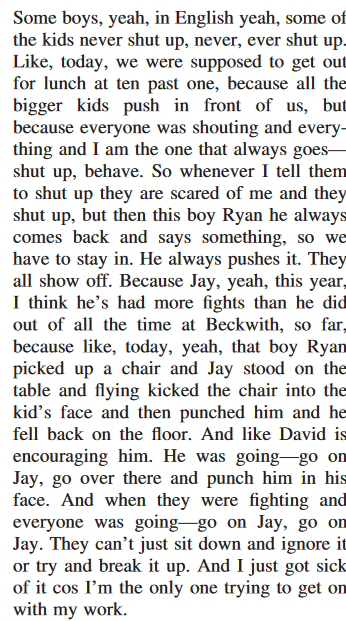 Some boys, yeah, in English yeah, some of
the kids never shut up, never, ever shut up.
Like, today, we were supposed to get out
for lunch at ten past one, because all the
bigger kids push in front of us, but
because everyone was shouting and every-
thing and I am the one that always goes—
shut up, behave. So whenever I tell them
to shut up they are scared of me and they
shut up, but then this boy Ryan he always
comes back and says something, so we
have to stay in. He always pushes it. They
all show off. Because Jay, yeah, this year,
I think he’s had more fights than he did
out of all the time at Beckwith, so far,
because like, today, yeah, that boy Ryan
picked up a chair and Jay stood on the
table and flying kicked the chair into the
kid’s face and then punched him and he
fell back on the floor. And like David is
encouraging him. He was going—go on
Jay, go over there and punch him in his
face. And when they were fighting and
everyone was going—go on Jay, go on
Jay. They can’t just sit down and ignore it
or try and break it up. And I just got sick
of it cos I’m the only one trying to get on
with my work.